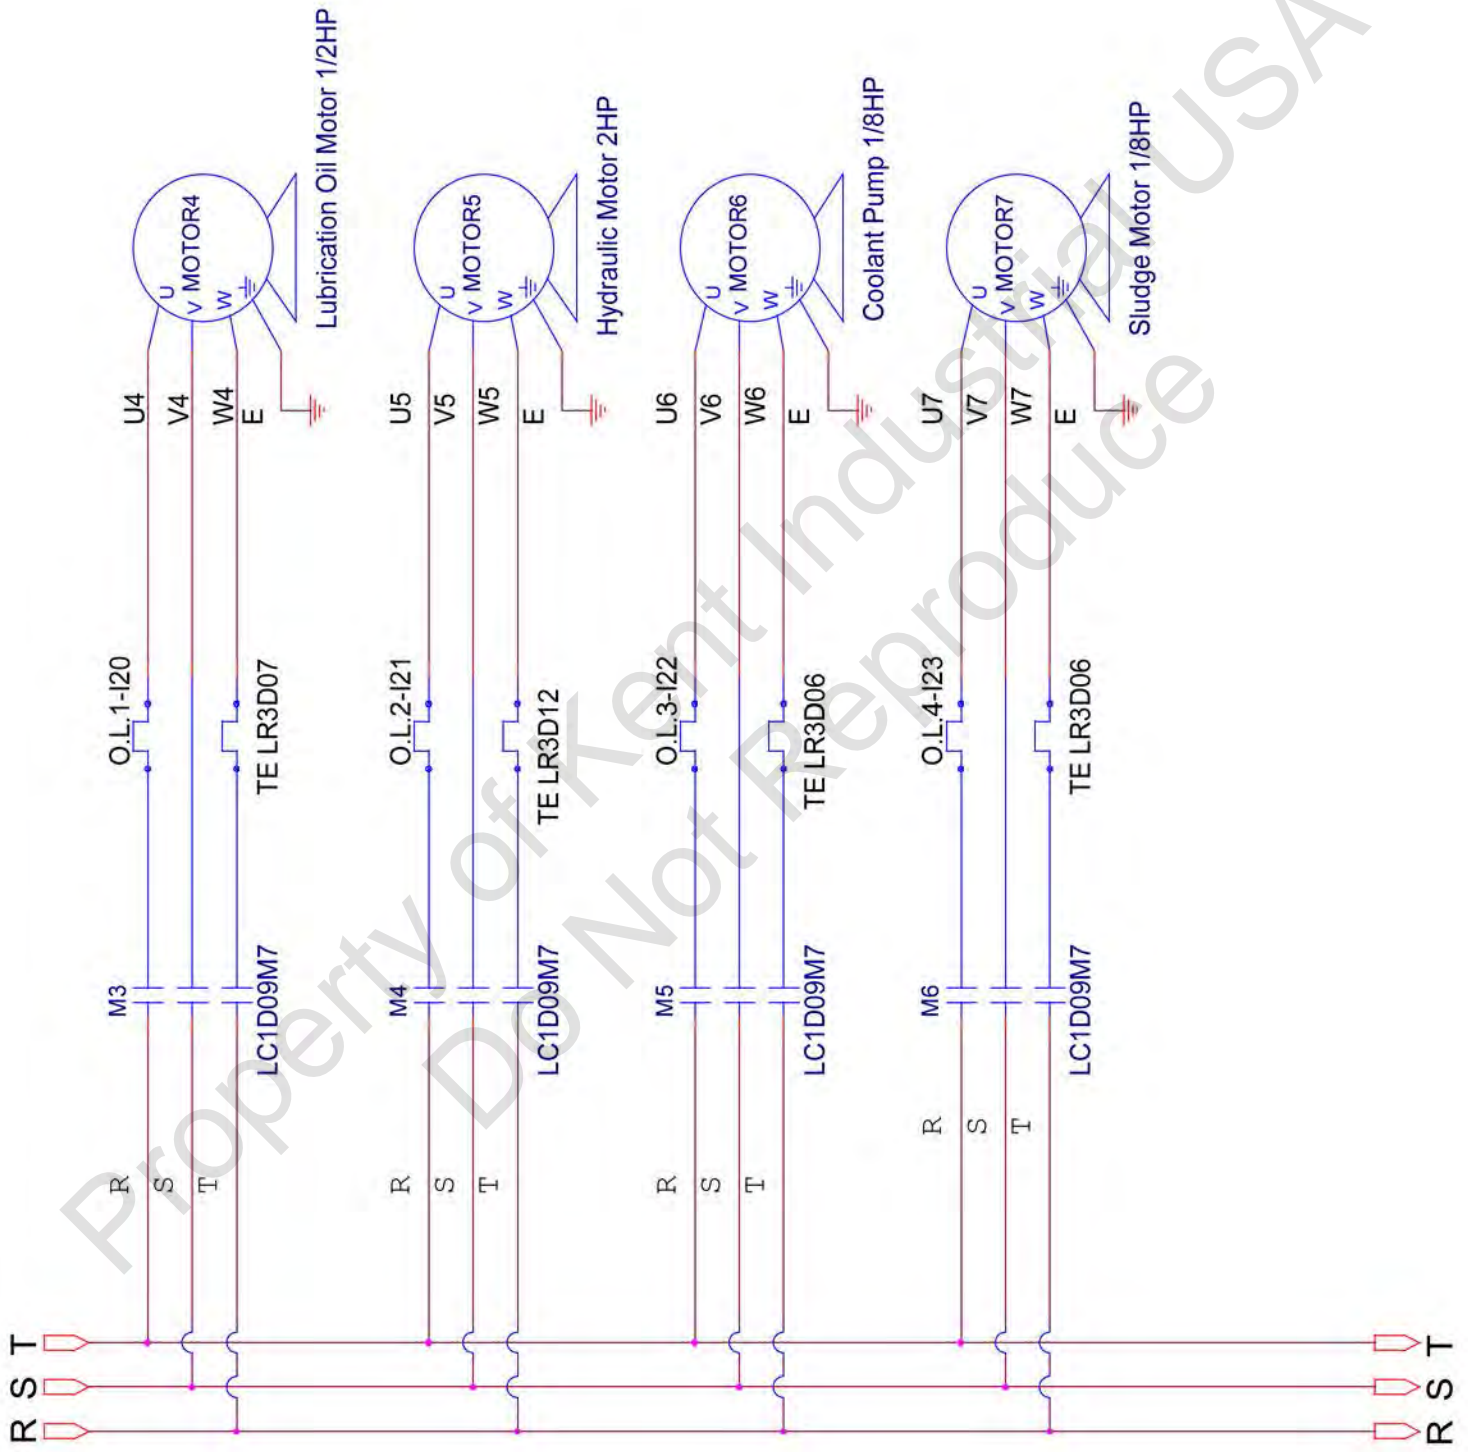 Lubrication Oil Motor 1/2HP
MOTOR4
U
V
W
U4
V4
W4
E
O.L.1-I20
TE LR3D07
M3
LC1D09M7
R
S
T
Hydraulic Motor 2HP
MOTOR5
U
V
W
U5
V5
W5
E
O.L.2-I21
TE LR3D12
M4
LC1D09M7
R
S
T
Coolant Pump 1/8HP
MOTOR6
U
V
W
U6
V6
W6
E
O.L.3-I22
TE LR3D06
M5
LC1D09M7
R
S
T
Sludge Motor 1/8HP
MOTOR7
U
V
W
U7
V7
W7
E
O.L.4-I23
TE LR3D06
M6
LC1D09M7
R
S
T
T
S
R
T
S
R
Property of Kent Industrial USA
Do Not Reproduce